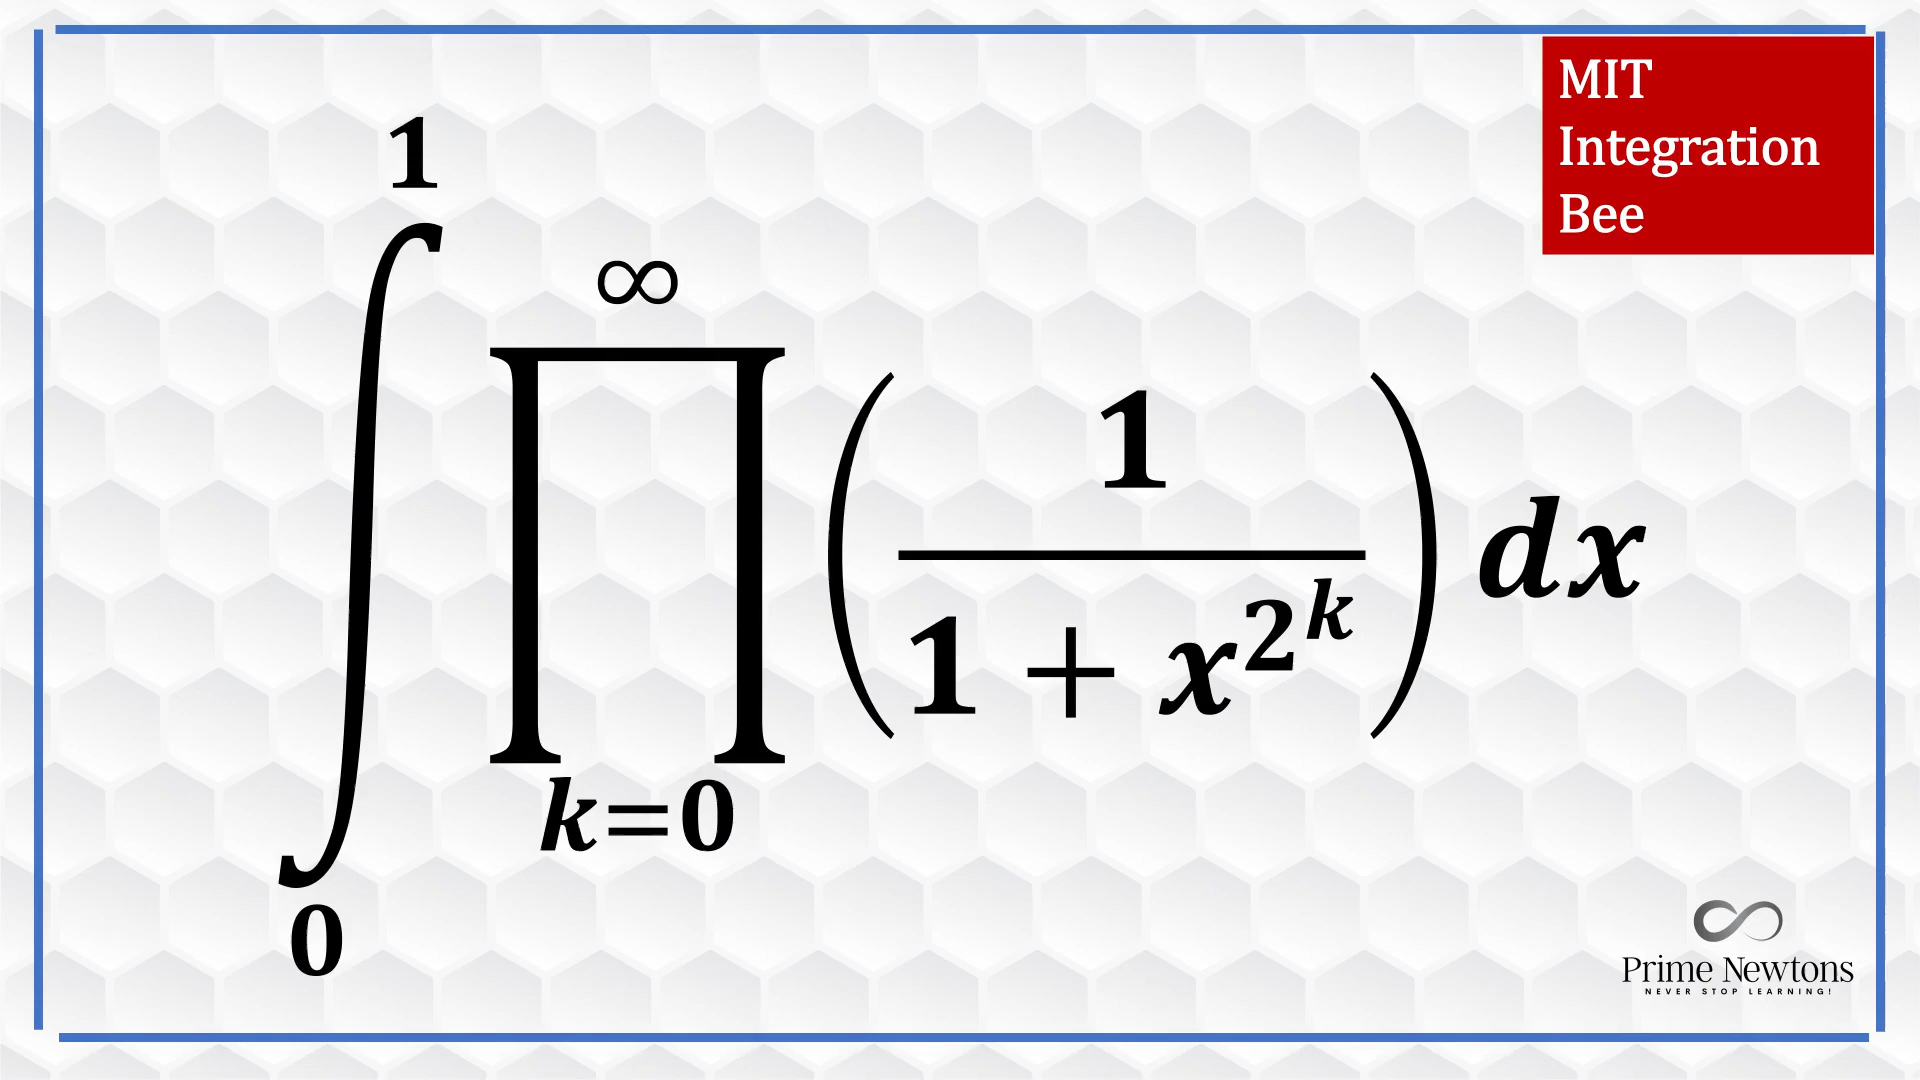 MIT
Integration
Bee
∫₀¹ ∏_{k=0}^{∞} (1/(1 + x^{2^k})) dx
Prime Newtons
NEVER STOP LEARNING!